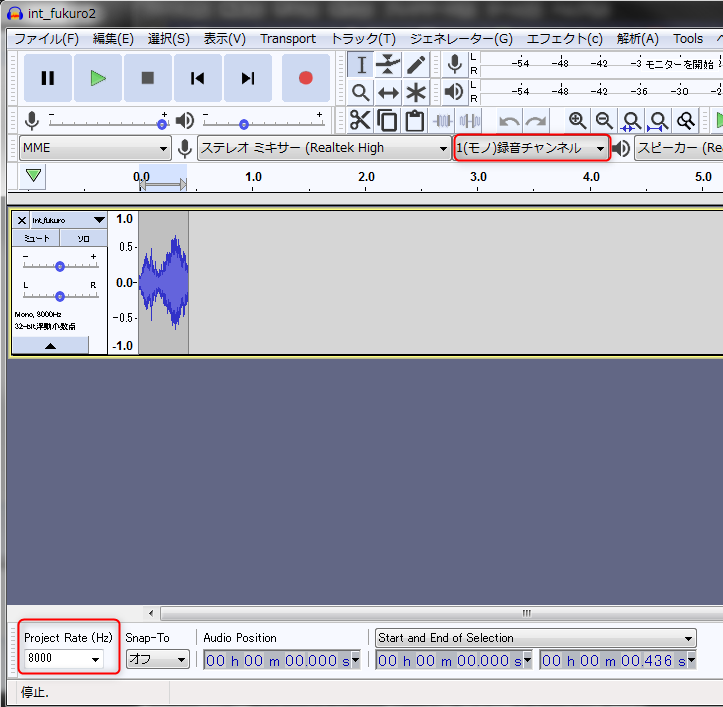 int_fukuro2
ファイル(F) 編集(E) 選択(S) 表示(V) Transport トラック(T) ジェネレーター(G) エフェクト(c) 解析(A) Tools
L -54 -48 -42 -3 モニターを開始
R
L -54 -48 -42 -36 -30 -2
R
- +
- +
MME
ステレオ ミキサー (Realtek High
1(モノ)録音チャンネル
スピーカー (Re
0.0 1.0 2.0 3.0 4.0 5.0
int_fukuro
1.0
ミュート ソロ
0.5
- +
0.0
L R
Mono, 8000Hz
-0.5
32-bit 浮動小数点
-1.0
Project Rate (Hz) Snap-To Audio Position Start and End of Selection
8000 オフ 00 h 00 m 00.000 s 00 h 00 m 00.000 s 00 h 00 m 00.436 s
停止.